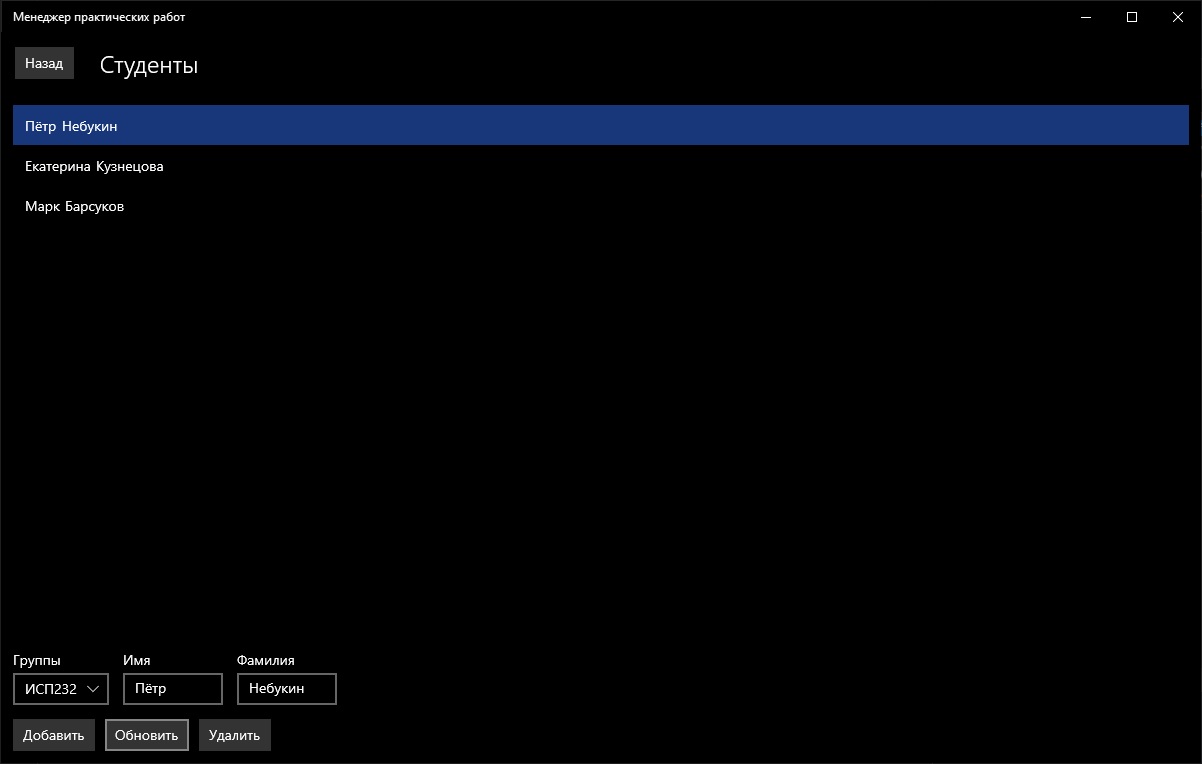 Менеджер практических работ
Назад Студенты
Пётр Небукин
Екатерина Кузнецова
Марк Барсуков
Группы Имя Фамилия
ИСП232 Пётр Небукин
Добавить Обновить Удалить